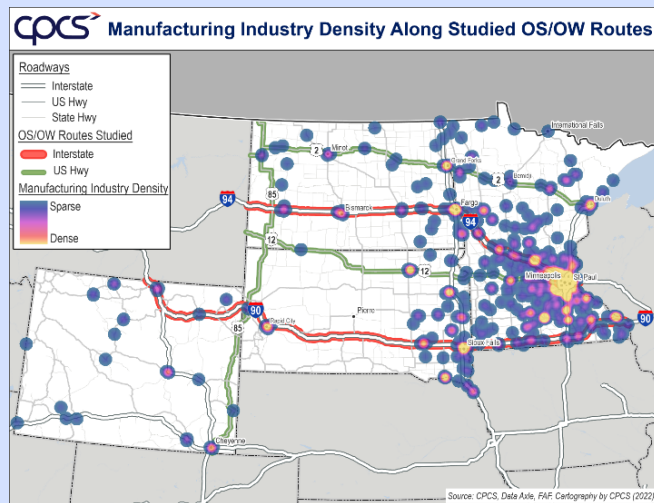 cpcs Manufacturing Industry Density Along Studied OS/OW Routes
Roadways
Interstate
US Hwy
State Hwy
OS/OW Routes Studied
Interstate
US Hwy
Manufacturing Industry Density
Sparse
Dense
International Falls
2
Minot
Grand Forks
Bemidji
2
Duluth
85
94
Bismarck
Fargo
94
12
12
Minneapolis
St Paul
90
Pierre
85
Rapid City
90
Sioux Falls
Cheyenne
Source: CPCS, Data Axle, FAF. Cartography by CPCS (2022)